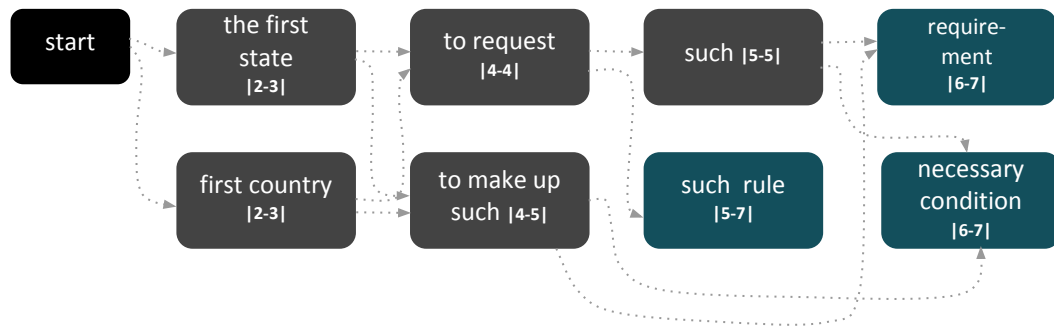 start
the first
state
|2-3|
to request
|4-4|
such |5-5|
require-
ment
|6-7|
first country
|2-3|
to make up
such |4-5|
such rule
|5-7|
necessary
condition
|6-7|